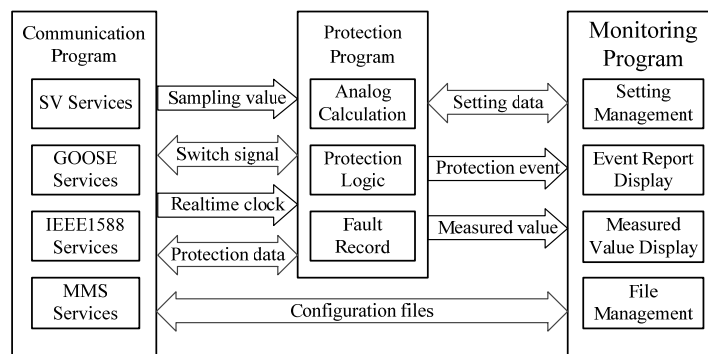 Communication
Program
SV Services
GOOSE
Services
IEEE1588
Services
MMS
Services
Sampling value
Switch signal
Realtime clock
Protection data
Configuration files
Protection
Program
Analog
Calculation
Protection
Logic
Fault
Record
Setting data
Protection event
Measured value
Monitoring
Program
Setting
Management
Event Report
Display
Measured
Value Display
File
Management